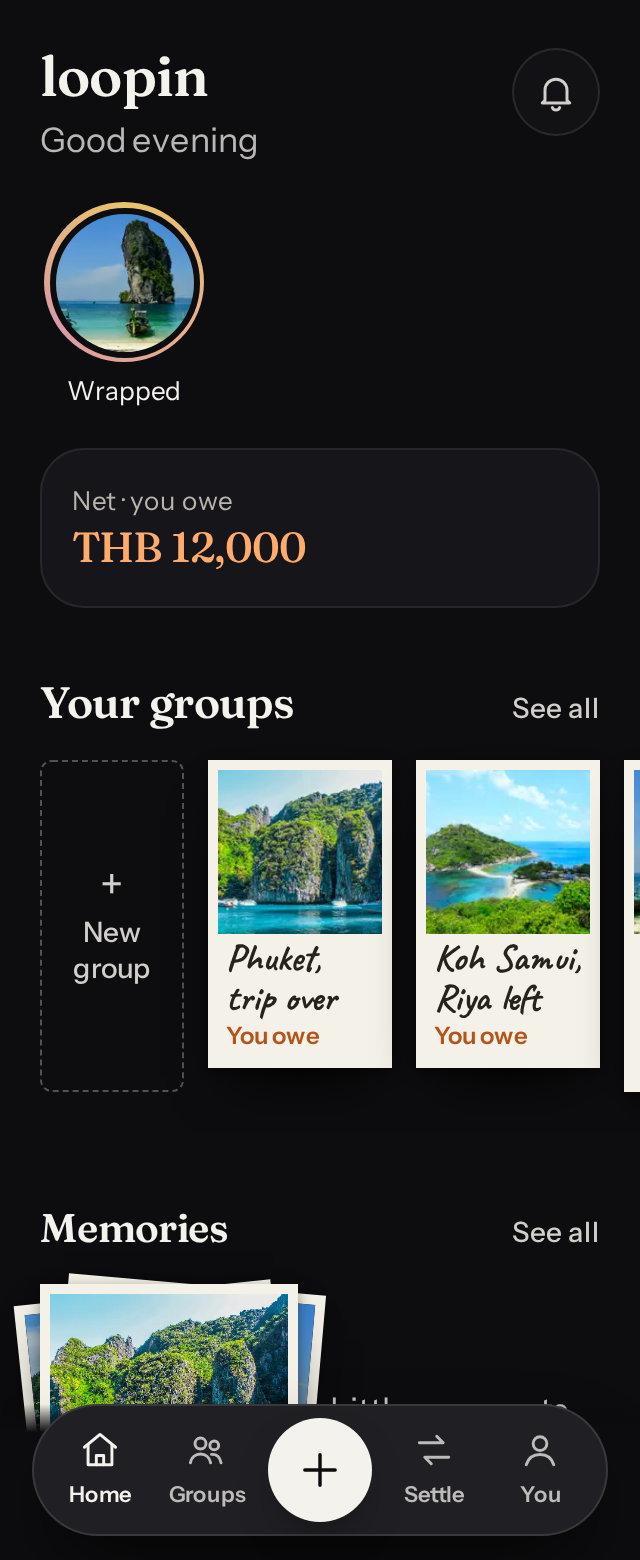 loopin
Good evening
Wrapped
Net · you owe
THB 12,000
Your groups
See all
+
New
group
Phuket,
trip over
You owe
Koh Samui,
Riya left
You owe
Memories
See all
Home
Groups
+
Settle
You